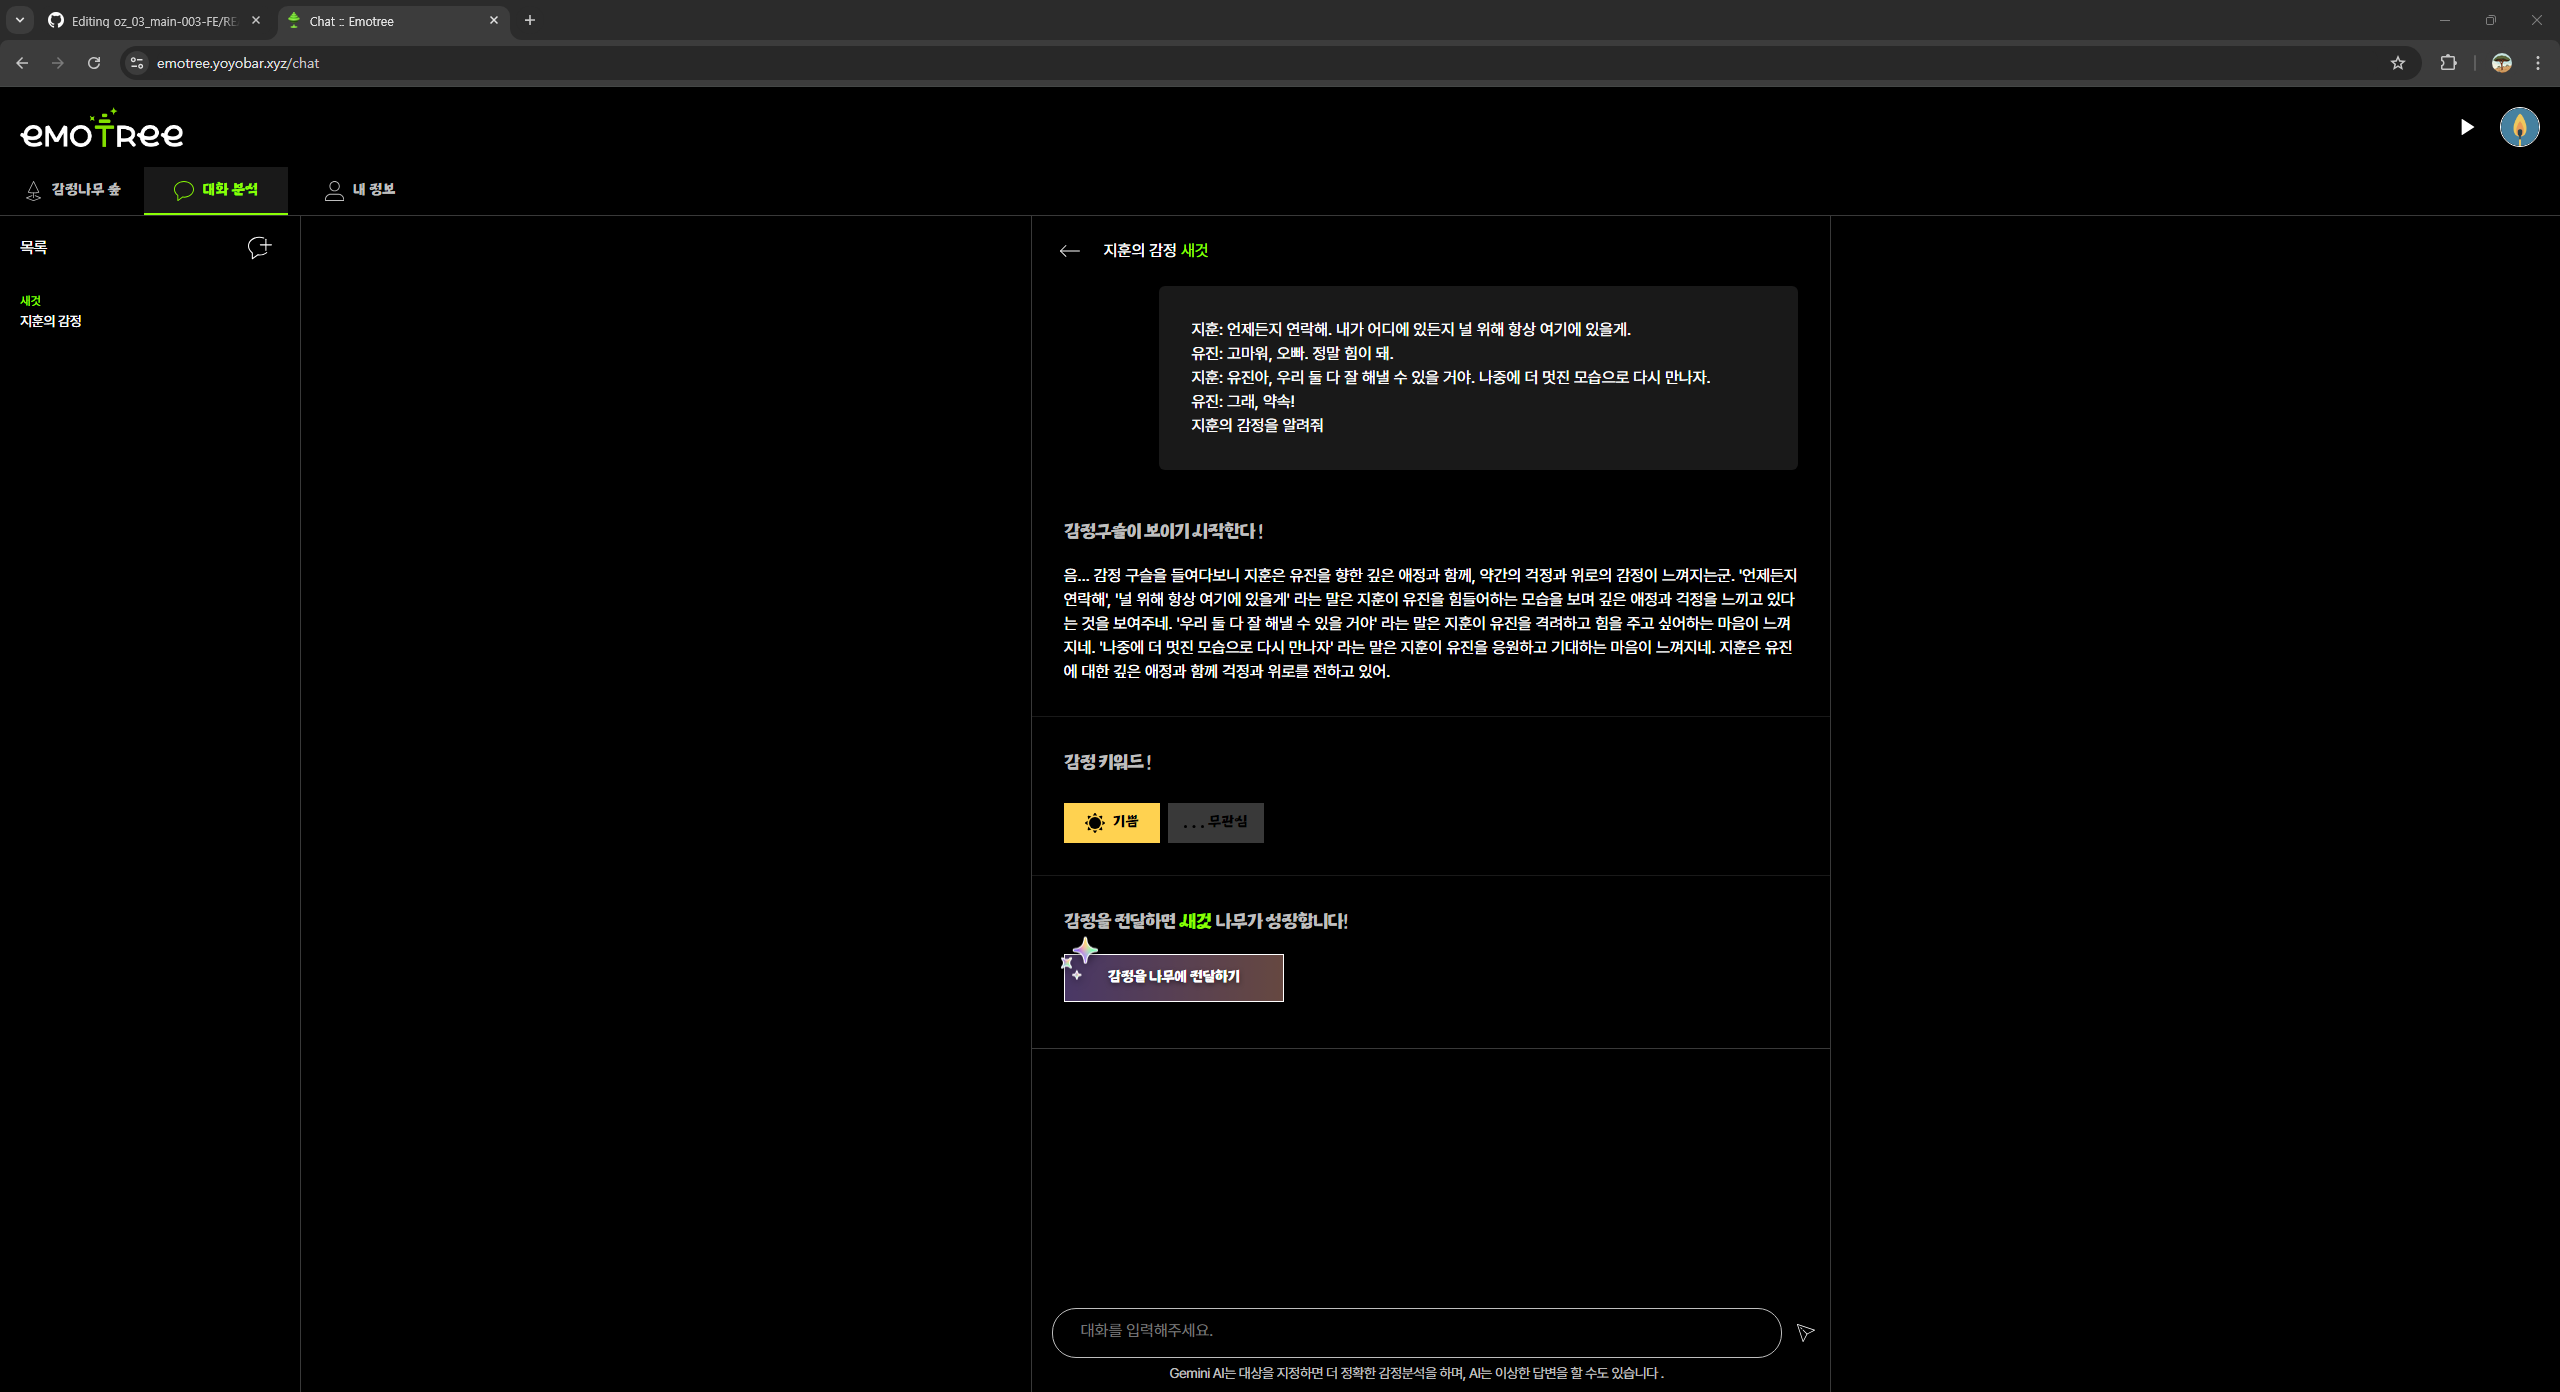 Editing oz_03_main-003-FE/RE
Chat :: Emotree
emotree.yoyobar.xyz/chat
eMOTRee
감정나무 숲
대화 분석
내 정보
목록
새것
지훈의 감정
지훈의 감정 새것
지훈: 언제든지 연락해. 내가 어디에 있든지 널 위해 항상 여기에 있을게.
유진: 고마워, 오빠. 정말 힘이 돼.
지훈: 유진아, 우리 둘 다 잘 해낼 수 있을 거야. 나중에 더 멋진 모습으로 다시 만나자.
유진: 그래, 약속!
지훈의 감정을 알려줘
감정구슬이 보이기 시작한다!
음... 감정 구슬을 들여다보니 지훈은 유진을 향한 깊은 애정과 함께, 약간의 걱정과 위로의 감정이 느껴지는군. '언제든지
연락해', '널 위해 항상 여기에 있을게' 라는 말은 지훈이 유진을 힘들어하는 모습을 보며 깊은 애정과 걱정을 느끼고 있다
는 것을 보여주네. '우리 둘 다 잘 해낼 수 있을 거야' 라는 말은 지훈이 유진을 격려하고 힘을 주고 싶어하는 마음이 느껴
지네. '나중에 더 멋진 모습으로 다시 만나자' 라는 말은 지훈이 유진을 응원하고 기대하는 마음이 느껴지네. 지훈은 유진
에 대한 깊은 애정과 함께 걱정과 위로를 전하고 있어.
감정 키워드!
기쁨
...무관심
감정을 전달하면 새것 나무가 성장합니다!
감정을 나무에 전달하기
대화를 입력해주세요.
Gemini AI는 대상을 지정하면 더 정확한 감정분석을 하며, AI는 이상한 답변을 할 수도 있습니다 .